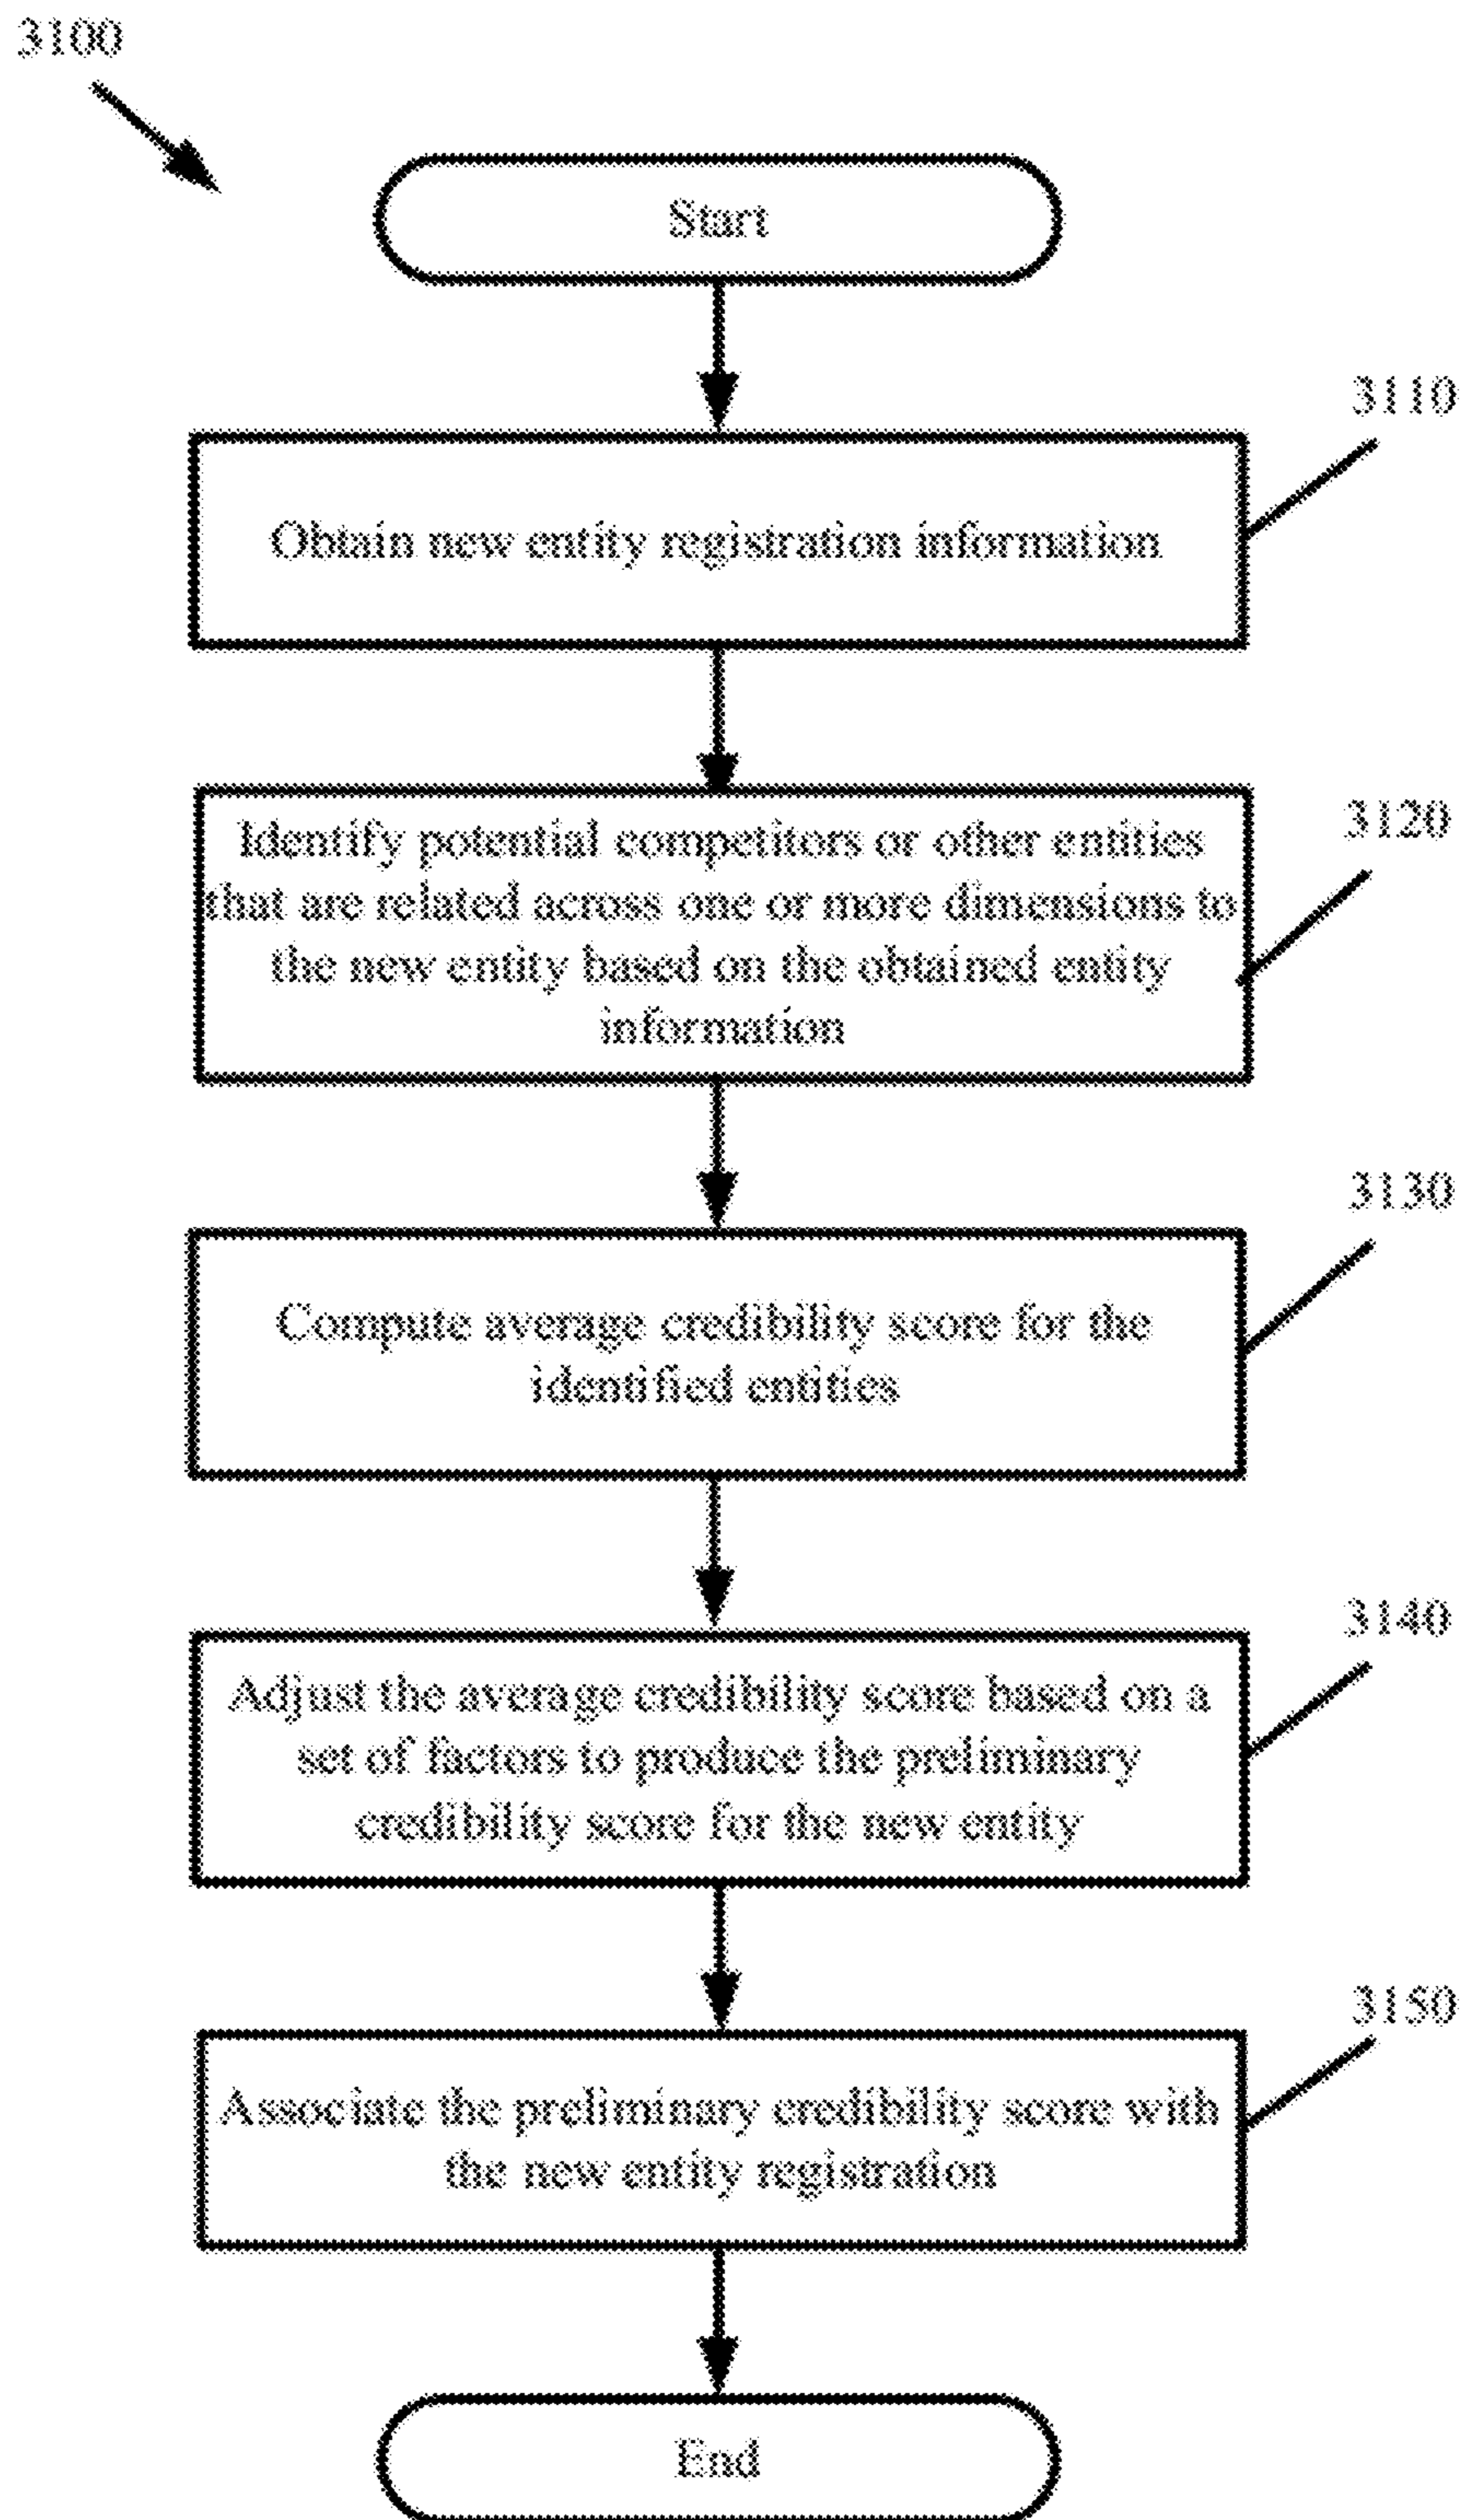 3100
Start
3110
Obtain new entity registration information
3120
Identify potential competitors or other entities
that are related across one or more dimensions to
the new entity based on the obtained entity
information
3130
Compute average credibility score for the
identified entities
3140
Adjust the average credibility score based on a
set of factors to produce the preliminary
credibility score for the new entity
3150
Associate the preliminary credibility score with
the new entity registration
End